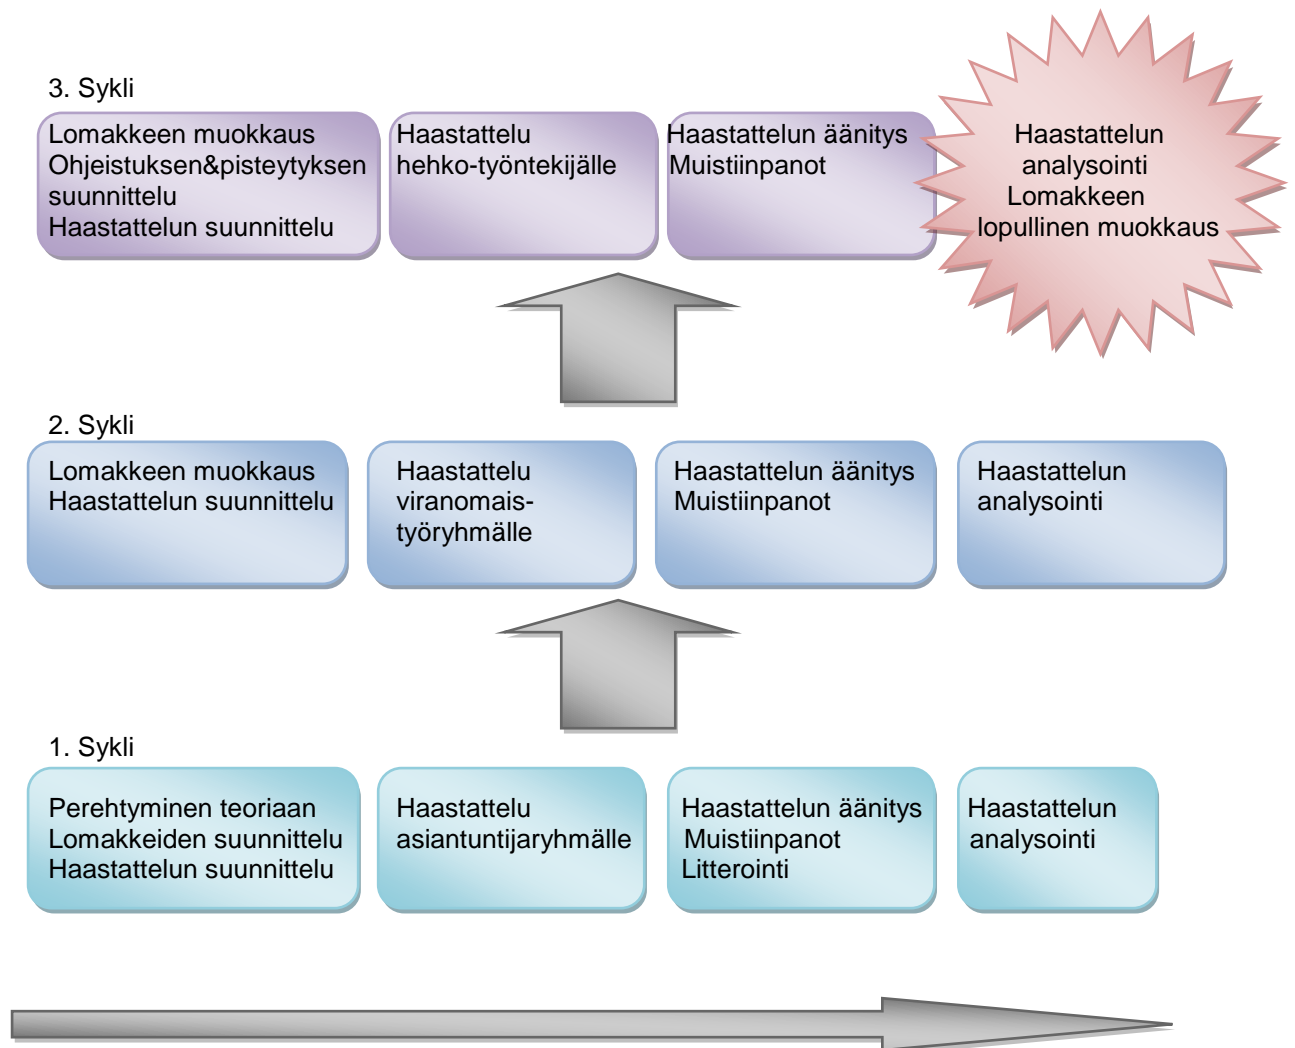 3. Sykli
Lomakkeen muokkaus
Ohjeistuksen&pisteytyksen
suunnittelu
Haastattelun suunnittelu
Haastattelu
hehko-työntekijälle
Haastattelun äänitys
Muistiinpanot
Haastattelun
analysointi
Lomakkeen
lopullinen muokkaus
2. Sykli
Lomakkeen muokkaus
Haastattelun suunnittelu
Haastattelu
viranomais-
työryhmälle
Haastattelun äänitys
Muistiinpanot
Haastattelun
analysointi
1. Sykli
Perehtyminen teoriaan
Lomakkeiden suunnittelu
Haastattelun suunnittelu
Haastattelu
asiantuntijaryhmälle
Haastattelun äänitys
Muistiinpanot
Litterointi
Haastattelun
analysointi